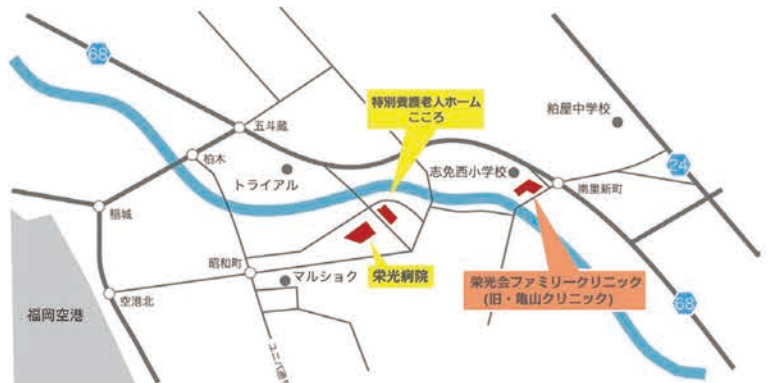 68
特別養護老人ホーム
こころ
粕屋中学校
五斗蔵
柏木
トライアル
志免西小学校
24
南里新町
稲城
昭和町
マルショク
栄光病院
栄光会ファミリークリニック
(旧・亀山クリニック)
空港北
68
福岡空港